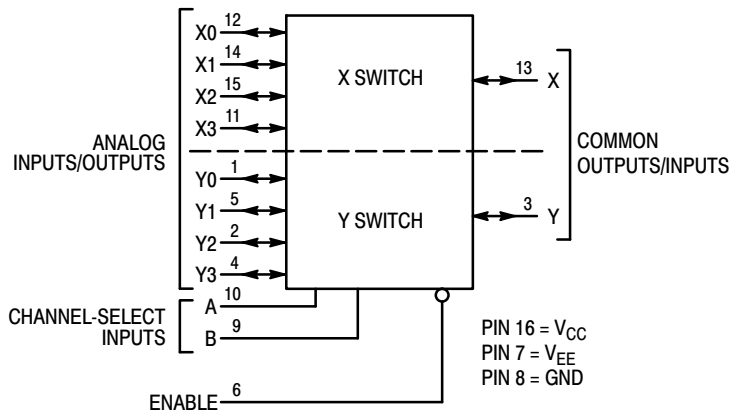 X0 12
X1 14
X2 15
X3 11
X SWITCH
13 X
ANALOG
INPUTS/OUTPUTS
COMMON
OUTPUTS/INPUTS
Y0 1
Y1 5
Y2 2
Y3 4
Y SWITCH
3 Y
CHANNEL-SELECT
INPUTS
A 10
B 9
ENABLE 6
PIN 16 = VCC
PIN 7 = VEE
PIN 8 = GND